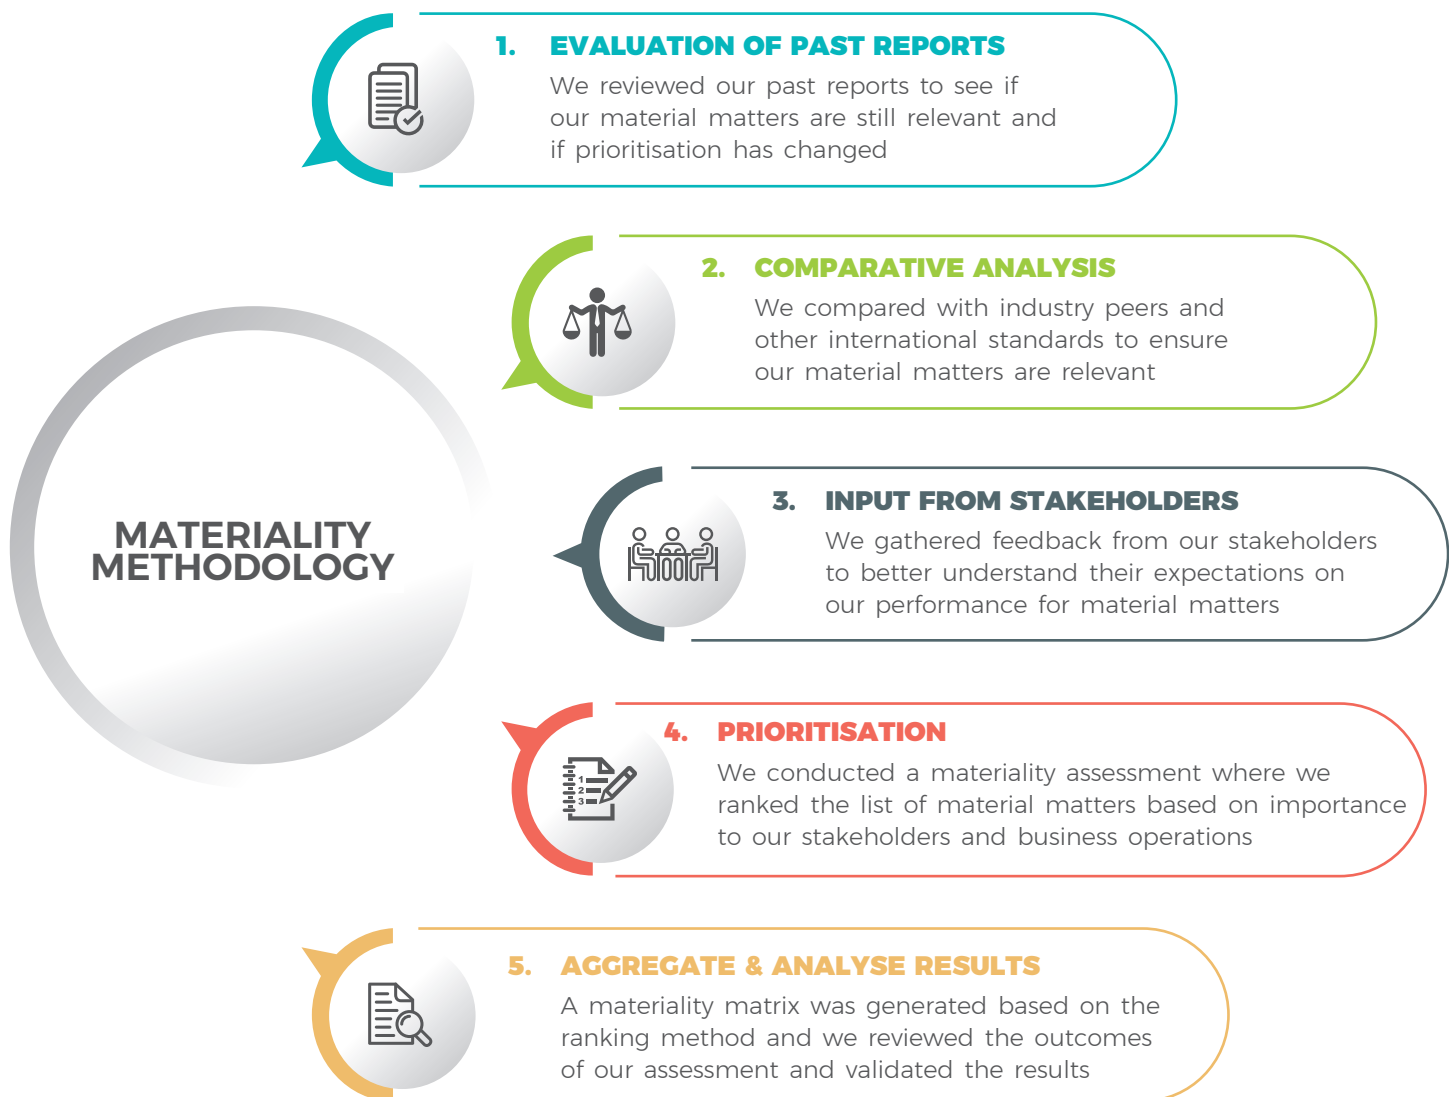 1. EVALUATION OF PAST REPORTS
We reviewed our past reports to see if
our material matters are still relevant and
if prioritisation has changed
2. COMPARATIVE ANALYSIS
We compared with industry peers and
other international standards to ensure
our material matters are relevant
MATERIALITY
METHODOLOGY
3. INPUT FROM STAKEHOLDERS
We gathered feedback from our stakeholders
to better understand their expectations on
our performance for material matters
4. PRIORITISATION
We conducted a materiality assessment where we
ranked the list of material matters based on importance
to our stakeholders and business operations
1
2
3
5. AGGREGATE & ANALYSE RESULTS
A materiality matrix was generated based on the
ranking method and we reviewed the outcomes
of our assessment and validated the results